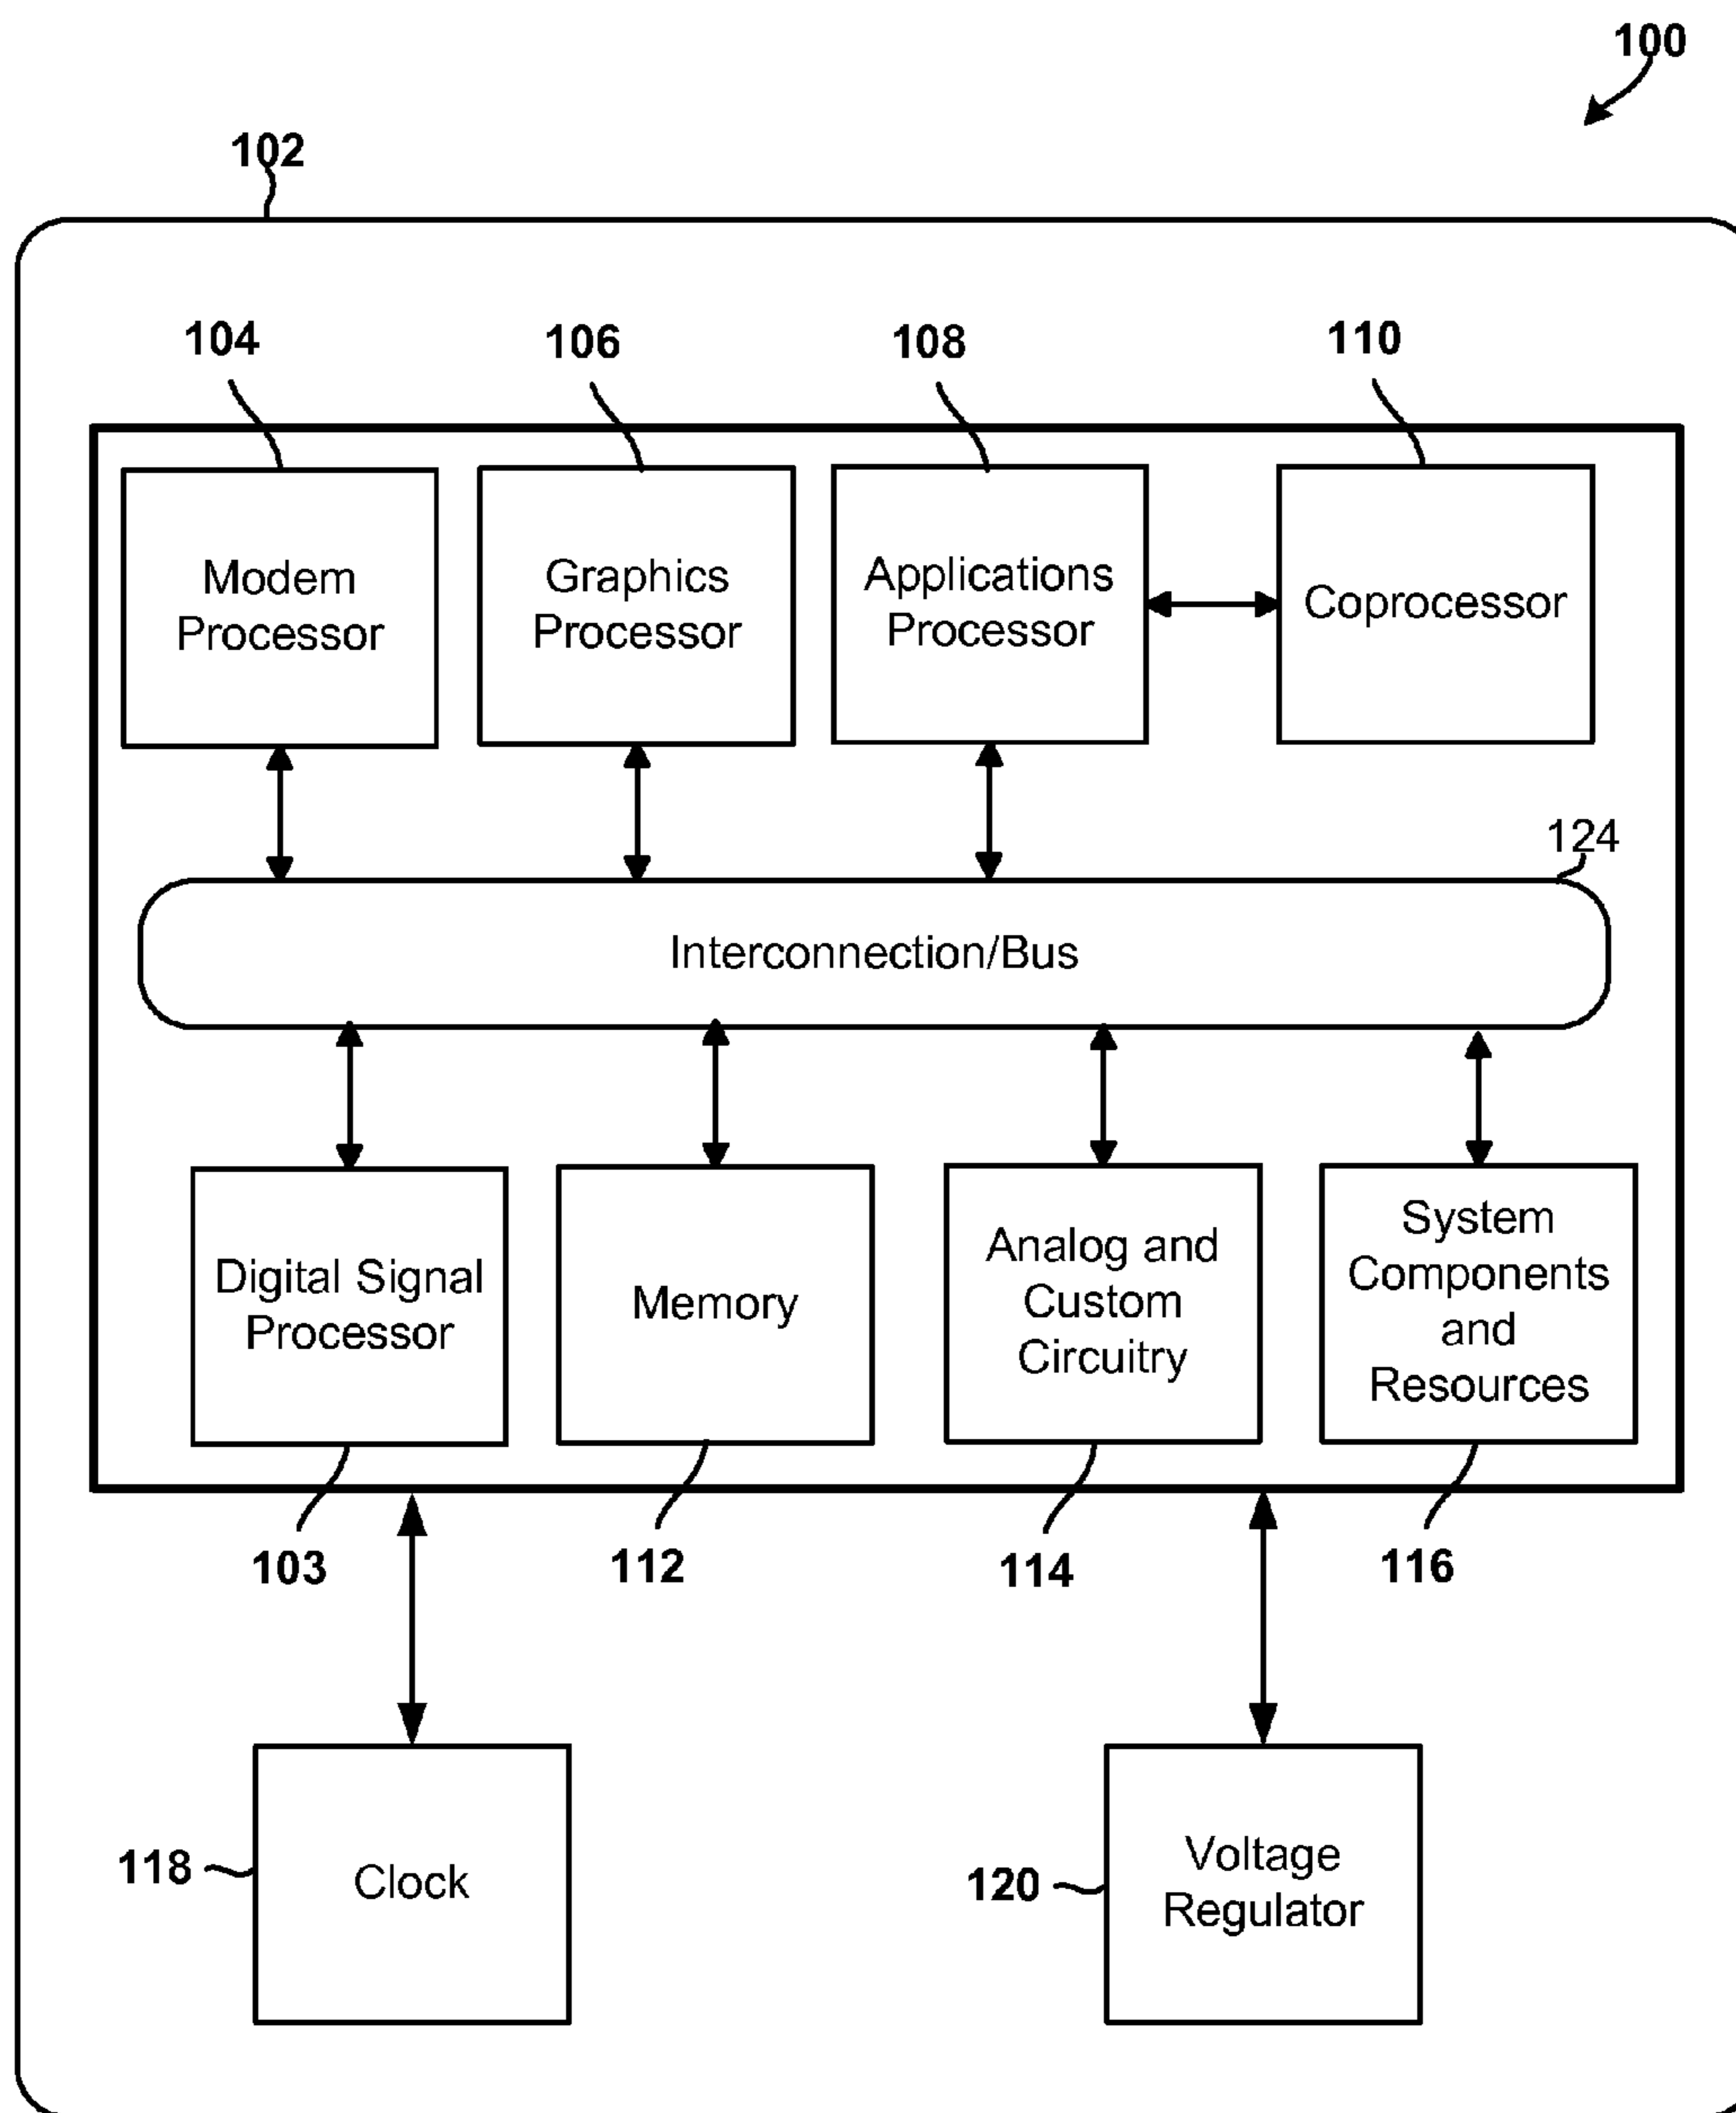 100
102
104
106
108
110
Modem
Processor
Graphics
Processor
Applications
Processor
Coprocessor
124
Interconnection/Bus
Digital Signal
Processor
Memory
Analog and
Custom
Circuitry
System
Components
and
Resources
103
112
114
116
118
Clock
120
Voltage
Regulator